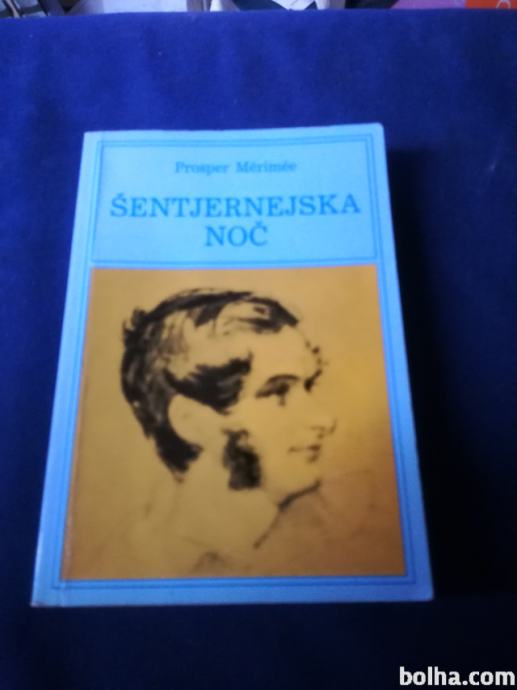 Prosper Mérimée
ŠENTJERNEJSKA
NOČ
bolha.com